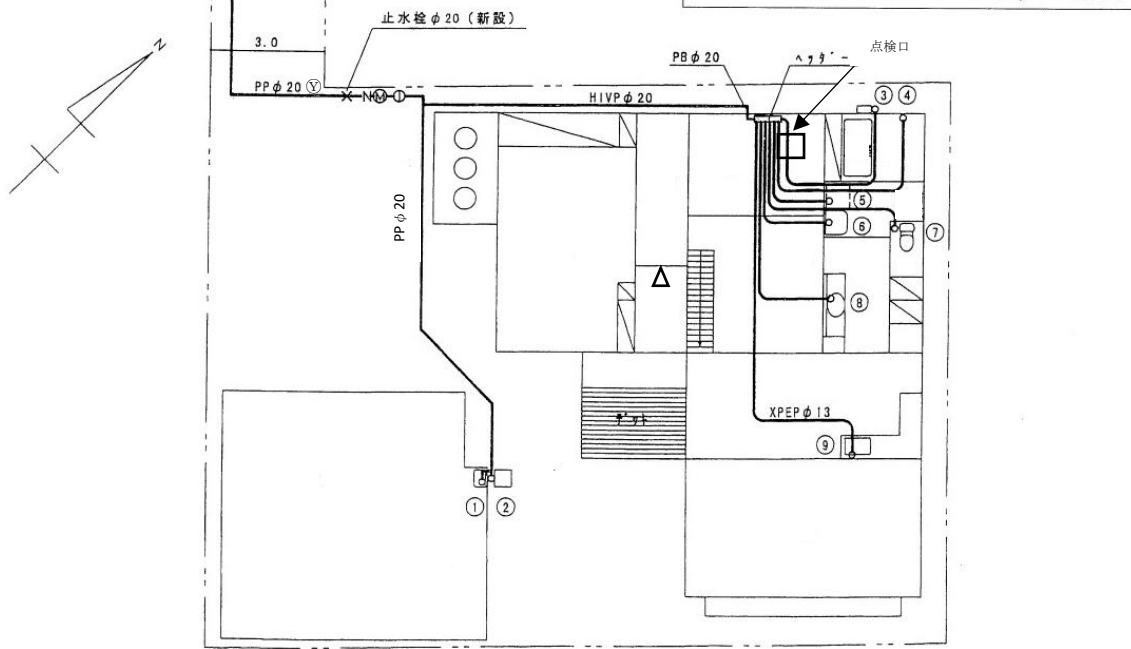 止水栓φ20（新設）
3.0
N
PPφ20 Ⓨ
N Ⓜ
PBφ20
ヘッダー
点検口
HIVPφ20
③ ④
PPφ20
⑤
⑥
⑦
⑧
デッキ
XPEPφ13
⑨
① ②